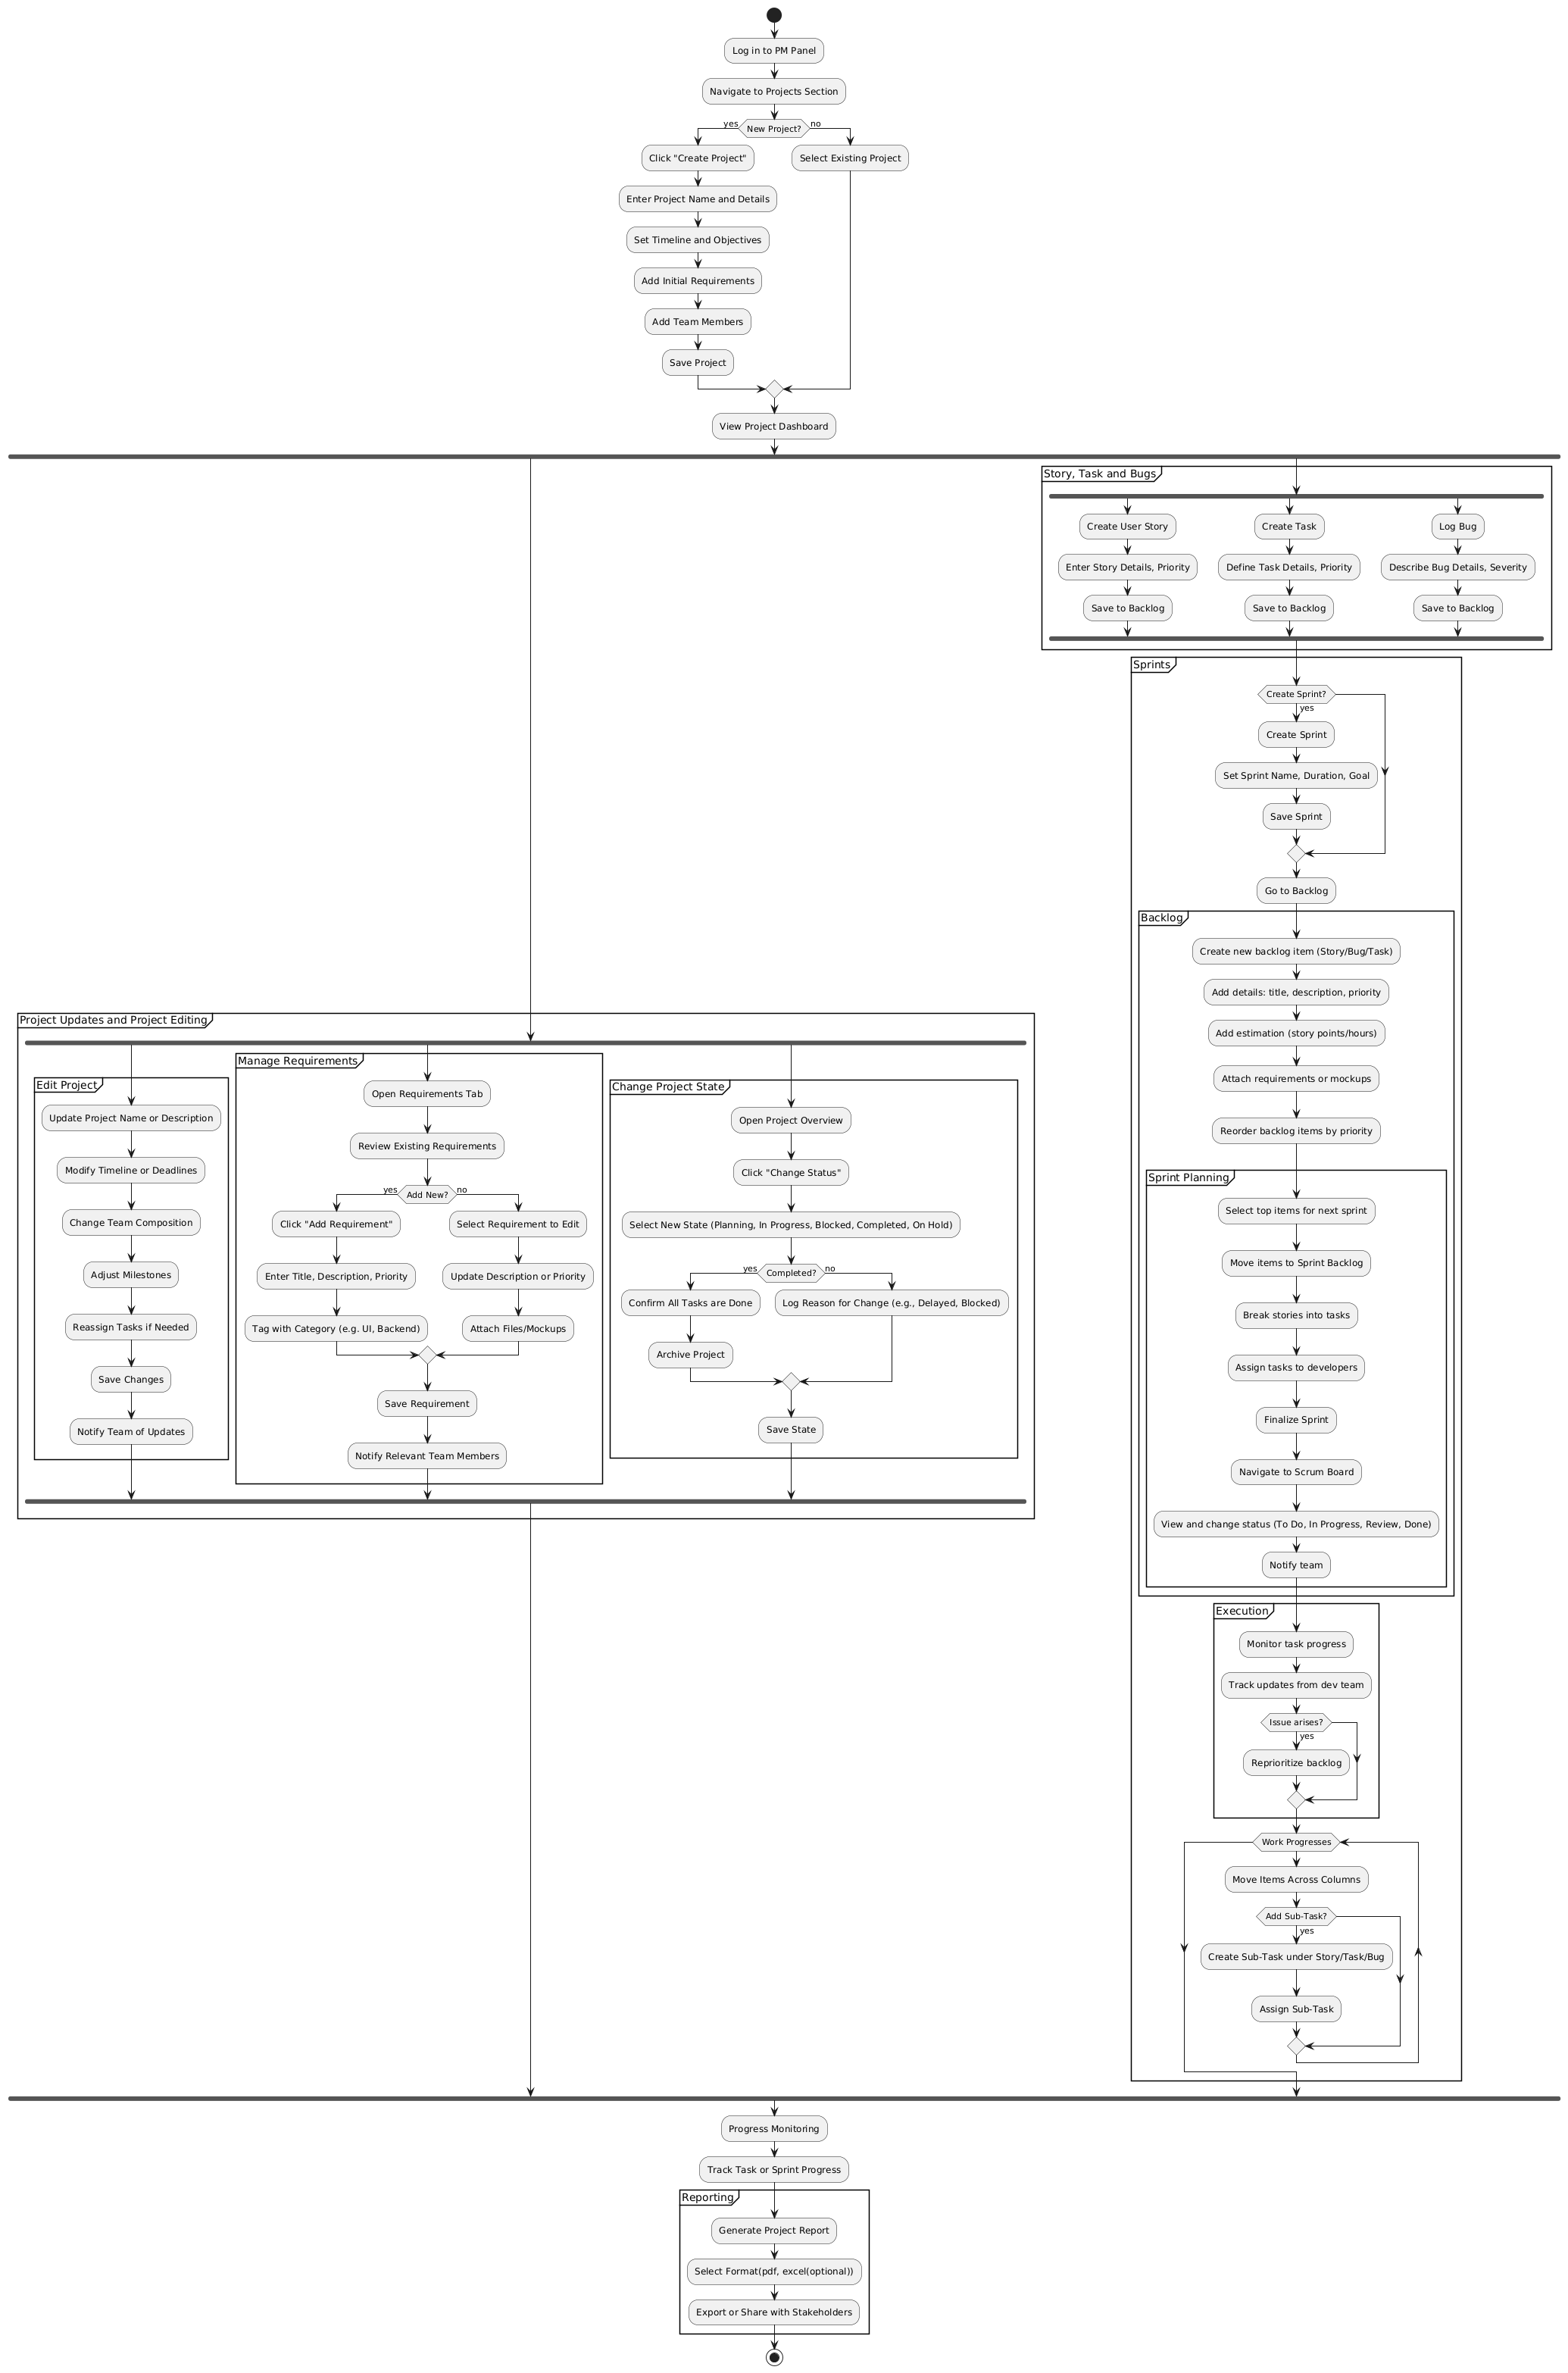 Log in to PM Panel
Navigate to Projects Section
yes
New Project?
no
Click "Create Project"
Select Existing Project
Enter Project Name and Details
Set Timeline and Objectives
Add Initial Requirements
Add Team Members
Save Project
View Project Dashboard
Story, Task and Bugs
Create User Story
Enter Story Details, Priority
Save to Backlog
Create Task
Define Task Details, Priority
Save to Backlog
Log Bug
Describe Bug Details, Severity
Save to Backlog
Sprints
Create Sprint?
yes
Create Sprint
Set Sprint Name, Duration, Goal
Save Sprint
Go to Backlog
Backlog
Create new backlog item (Story/Bug/Task)
Add details: title, description, priority
Add estimation (story points/hours)
Attach requirements or mockups
Reorder backlog items by priority
Sprint Planning
Select top items for next sprint
Move items to Sprint Backlog
Break stories into tasks
Assign tasks to developers
Finalize Sprint
Navigate to Scrum Board
View and change status (To Do, In Progress, Review, Done)
Notify team
Execution
Monitor task progress
Track updates from dev team
Issue arises?
yes
Reprioritize backlog
Work Progresses
Move Items Across Columns
Add Sub-Task?
yes
Create Sub-Task under Story/Task/Bug
Assign Sub-Task
Project Updates and Project Editing
Edit Project
Update Project Name or Description
Modify Timeline or Deadlines
Change Team Composition
Adjust Milestones
Reassign Tasks if Needed
Save Changes
Notify Team of Updates
Manage Requirements
Open Requirements Tab
Review Existing Requirements
yes
Add New?
no
Click "Add Requirement"
Enter Title, Description, Priority
Tag with Category (e.g. UI, Backend)
Select Requirement to Edit
Update Description or Priority
Attach Files/Mockups
Save Requirement
Notify Relevant Team Members
Change Project State
Open Project Overview
Click "Change Status"
Select New State (Planning, In Progress, Blocked, Completed, On Hold)
yes
Completed?
no
Confirm All Tasks are Done
Archive Project
Log Reason for Change (e.g., Delayed, Blocked)
Save State
Progress Monitoring
Track Task or Sprint Progress
Reporting
Generate Project Report
Select Format(pdf, excel(optional))
Export or Share with Stakeholders